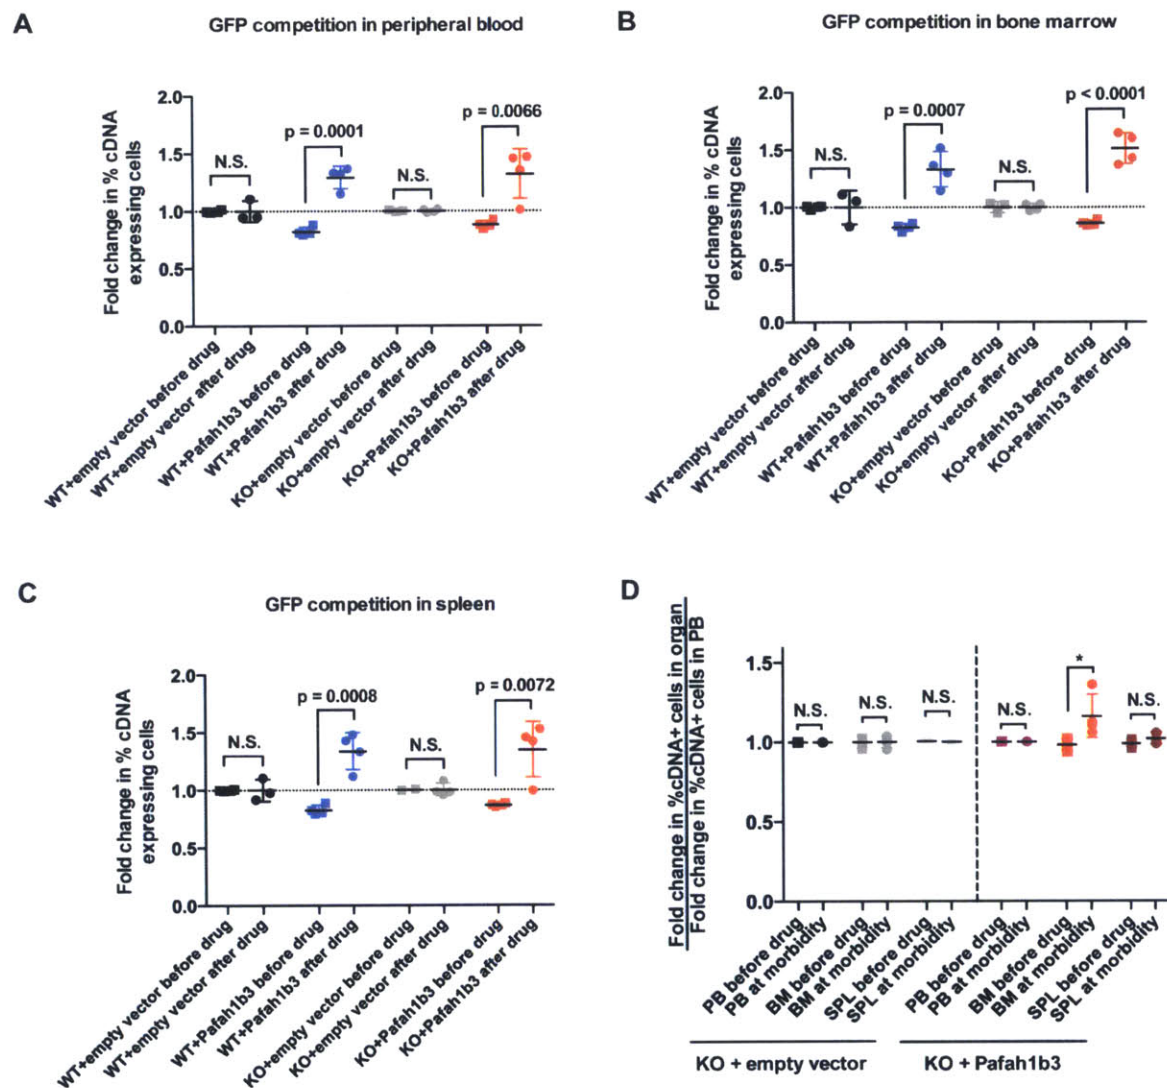 A
GFP competition in peripheral blood
Fold change in % cDNA
expressing cells
2.0
1.5
1.0
0.5
0.0
N.S.
p = 0.0001
N.S.
p = 0.0066
WT+empty vector before drug
WT+empty vector after drug
WT+Pafah1b3 before drug
WT+Pafah1b3 after drug
KO+empty vector before drug
KO+empty vector after drug
KO+Pafah1b3 before drug
KO+Pafah1b3 after drug
B
GFP competition in bone marrow
Fold change in % cDNA
expressing cells
2.0
1.5
1.0
0.5
0.0
N.S.
p = 0.0007
N.S.
p < 0.0001
WT+empty vector before drug
WT+empty vector after drug
WT+Pafah1b3 before drug
WT+Pafah1b3 after drug
KO+empty vector before drug
KO+empty vector after drug
KO+Pafah1b3 before drug
KO+Pafah1b3 after drug
C
GFP competition in spleen
Fold change in % cDNA
expressing cells
2.0
1.5
1.0
0.5
0.0
N.S.
p = 0.0008
N.S.
p = 0.0072
WT+empty vector before drug
WT+empty vector after drug
WT+Pafah1b3 before drug
WT+Pafah1b3 after drug
KO+empty vector before drug
KO+empty vector after drug
KO+Pafah1b3 before drug
KO+Pafah1b3 after drug
D
Fold change in %cDNA+ cells in organ
Fold change in %cDNA+ cells in PB
1.5
1.0
0.5
0.0
N.S.
N.S.
N.S.
N.S.
*
N.S.
PB before drug
PB at morbidity
BM before drug
BM at morbidity
SPL before drug
SPL at morbidity
PB before drug
PB at morbidity
BM before drug
BM at morbidity
SPL before drug
SPL at morbidity
KO + empty vector
KO + Pafah1b3